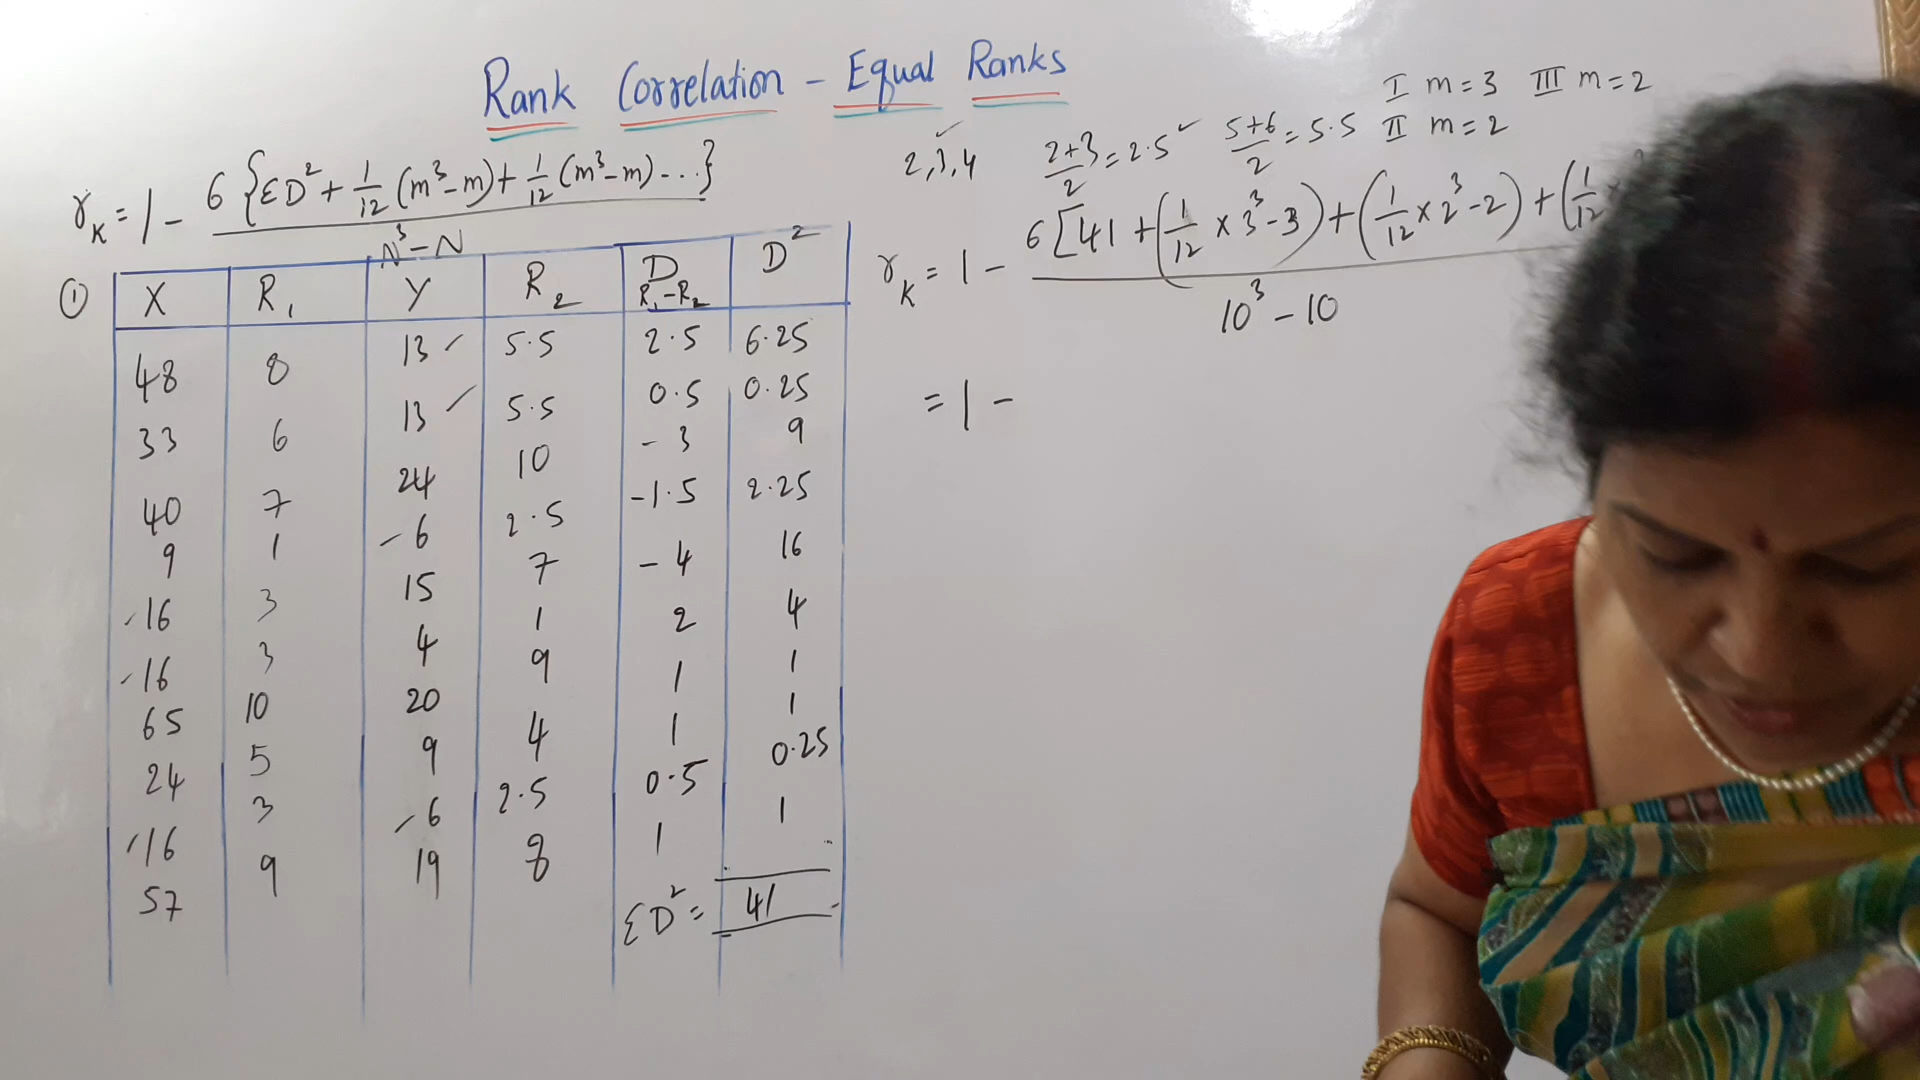 Rank Correlation - Equal Ranks
I m = 3 III m = 2
2,3,4 (2+3)/2 = 2.5 ✓ (5+6)/2 = 5.5 II m = 2
r_K = 1 - 6 {ΣD² + 1/12 (m³-m) + 1/12 (m³-m) - ...} / N³ - N
r_K = 1 - 6 [41 + (1/12 × 3³ - 3) + (1/12 × 2³ - 2) + (1/12 × / 10³ - 10
= 1 -
① X R₁ Y R₂ D R₁-R₂ D²
48 8 13 ✓ 5.5 2.5 6.25
33 6 13 ✓ 5.5 0.5 0.25
40 7 24 10 -3 9
9 1 -6 2.5 -1.5 2.25
-16 3 15 7 -4 16
-16 3 4 1 2 4
65 10 20 9 1 1
24 5 9 4 1 1
16 3 -6 2.5 0.5 0.25
57 9 19 8 1 1
ΣD² = 41